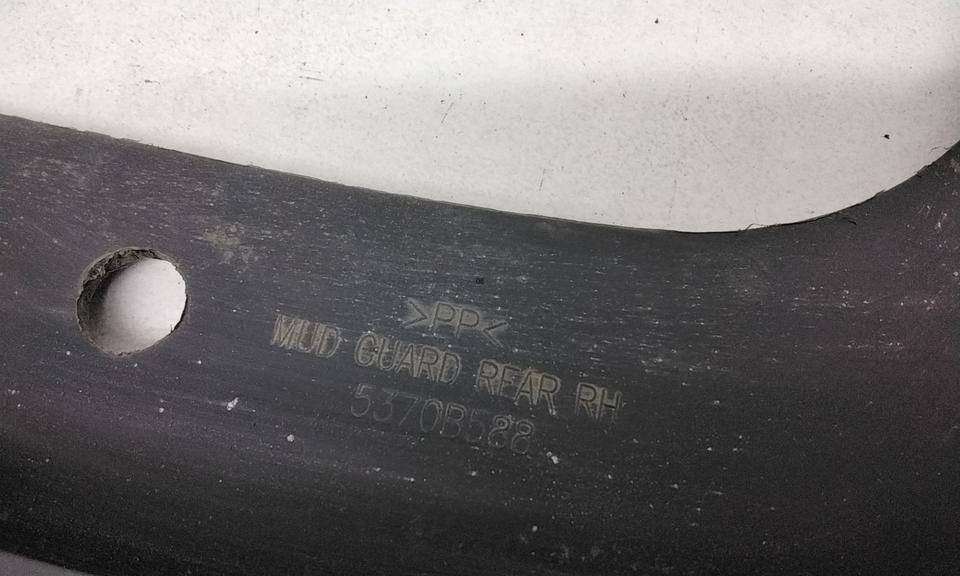 >PP<
MUD GUARD REAR RH
5370B588